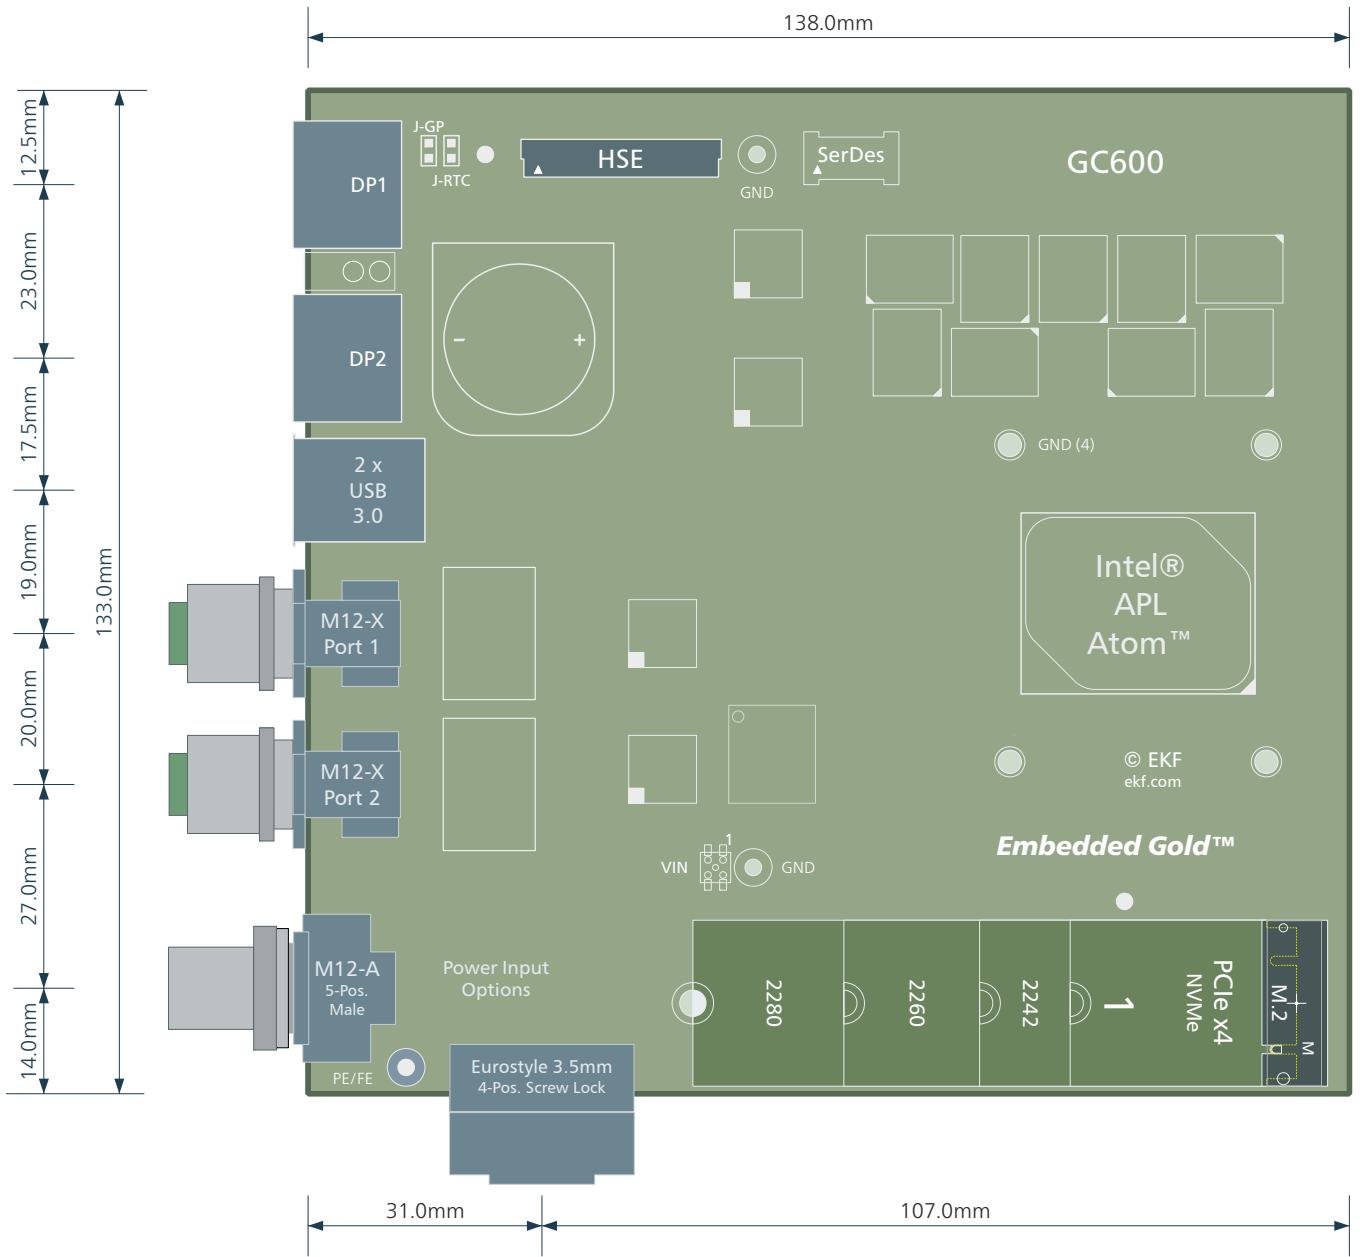 138.0mm
12.5mm
23.0mm
17.5mm
19.0mm
20.0mm
27.0mm
14.0mm
133.0mm
J-GP
J-RTC
HSE
GND
SerDes
GC600
DP1
DP2
- +
GND (4)
2 x
USB
3.0
Intel®
APL
Atom™
M12-X
Port 1
M12-X
Port 2
© EKF
ekf.com
Embedded Gold™
1
VIN
GND
M12-A
5-Pos.
Male
Power Input
Options
PE/FE
Eurostyle 3.5mm
4-Pos. Screw Lock
2280
2260
2242
1
PCIe x4
NVMe
M.2
M
31.0mm
107.0mm